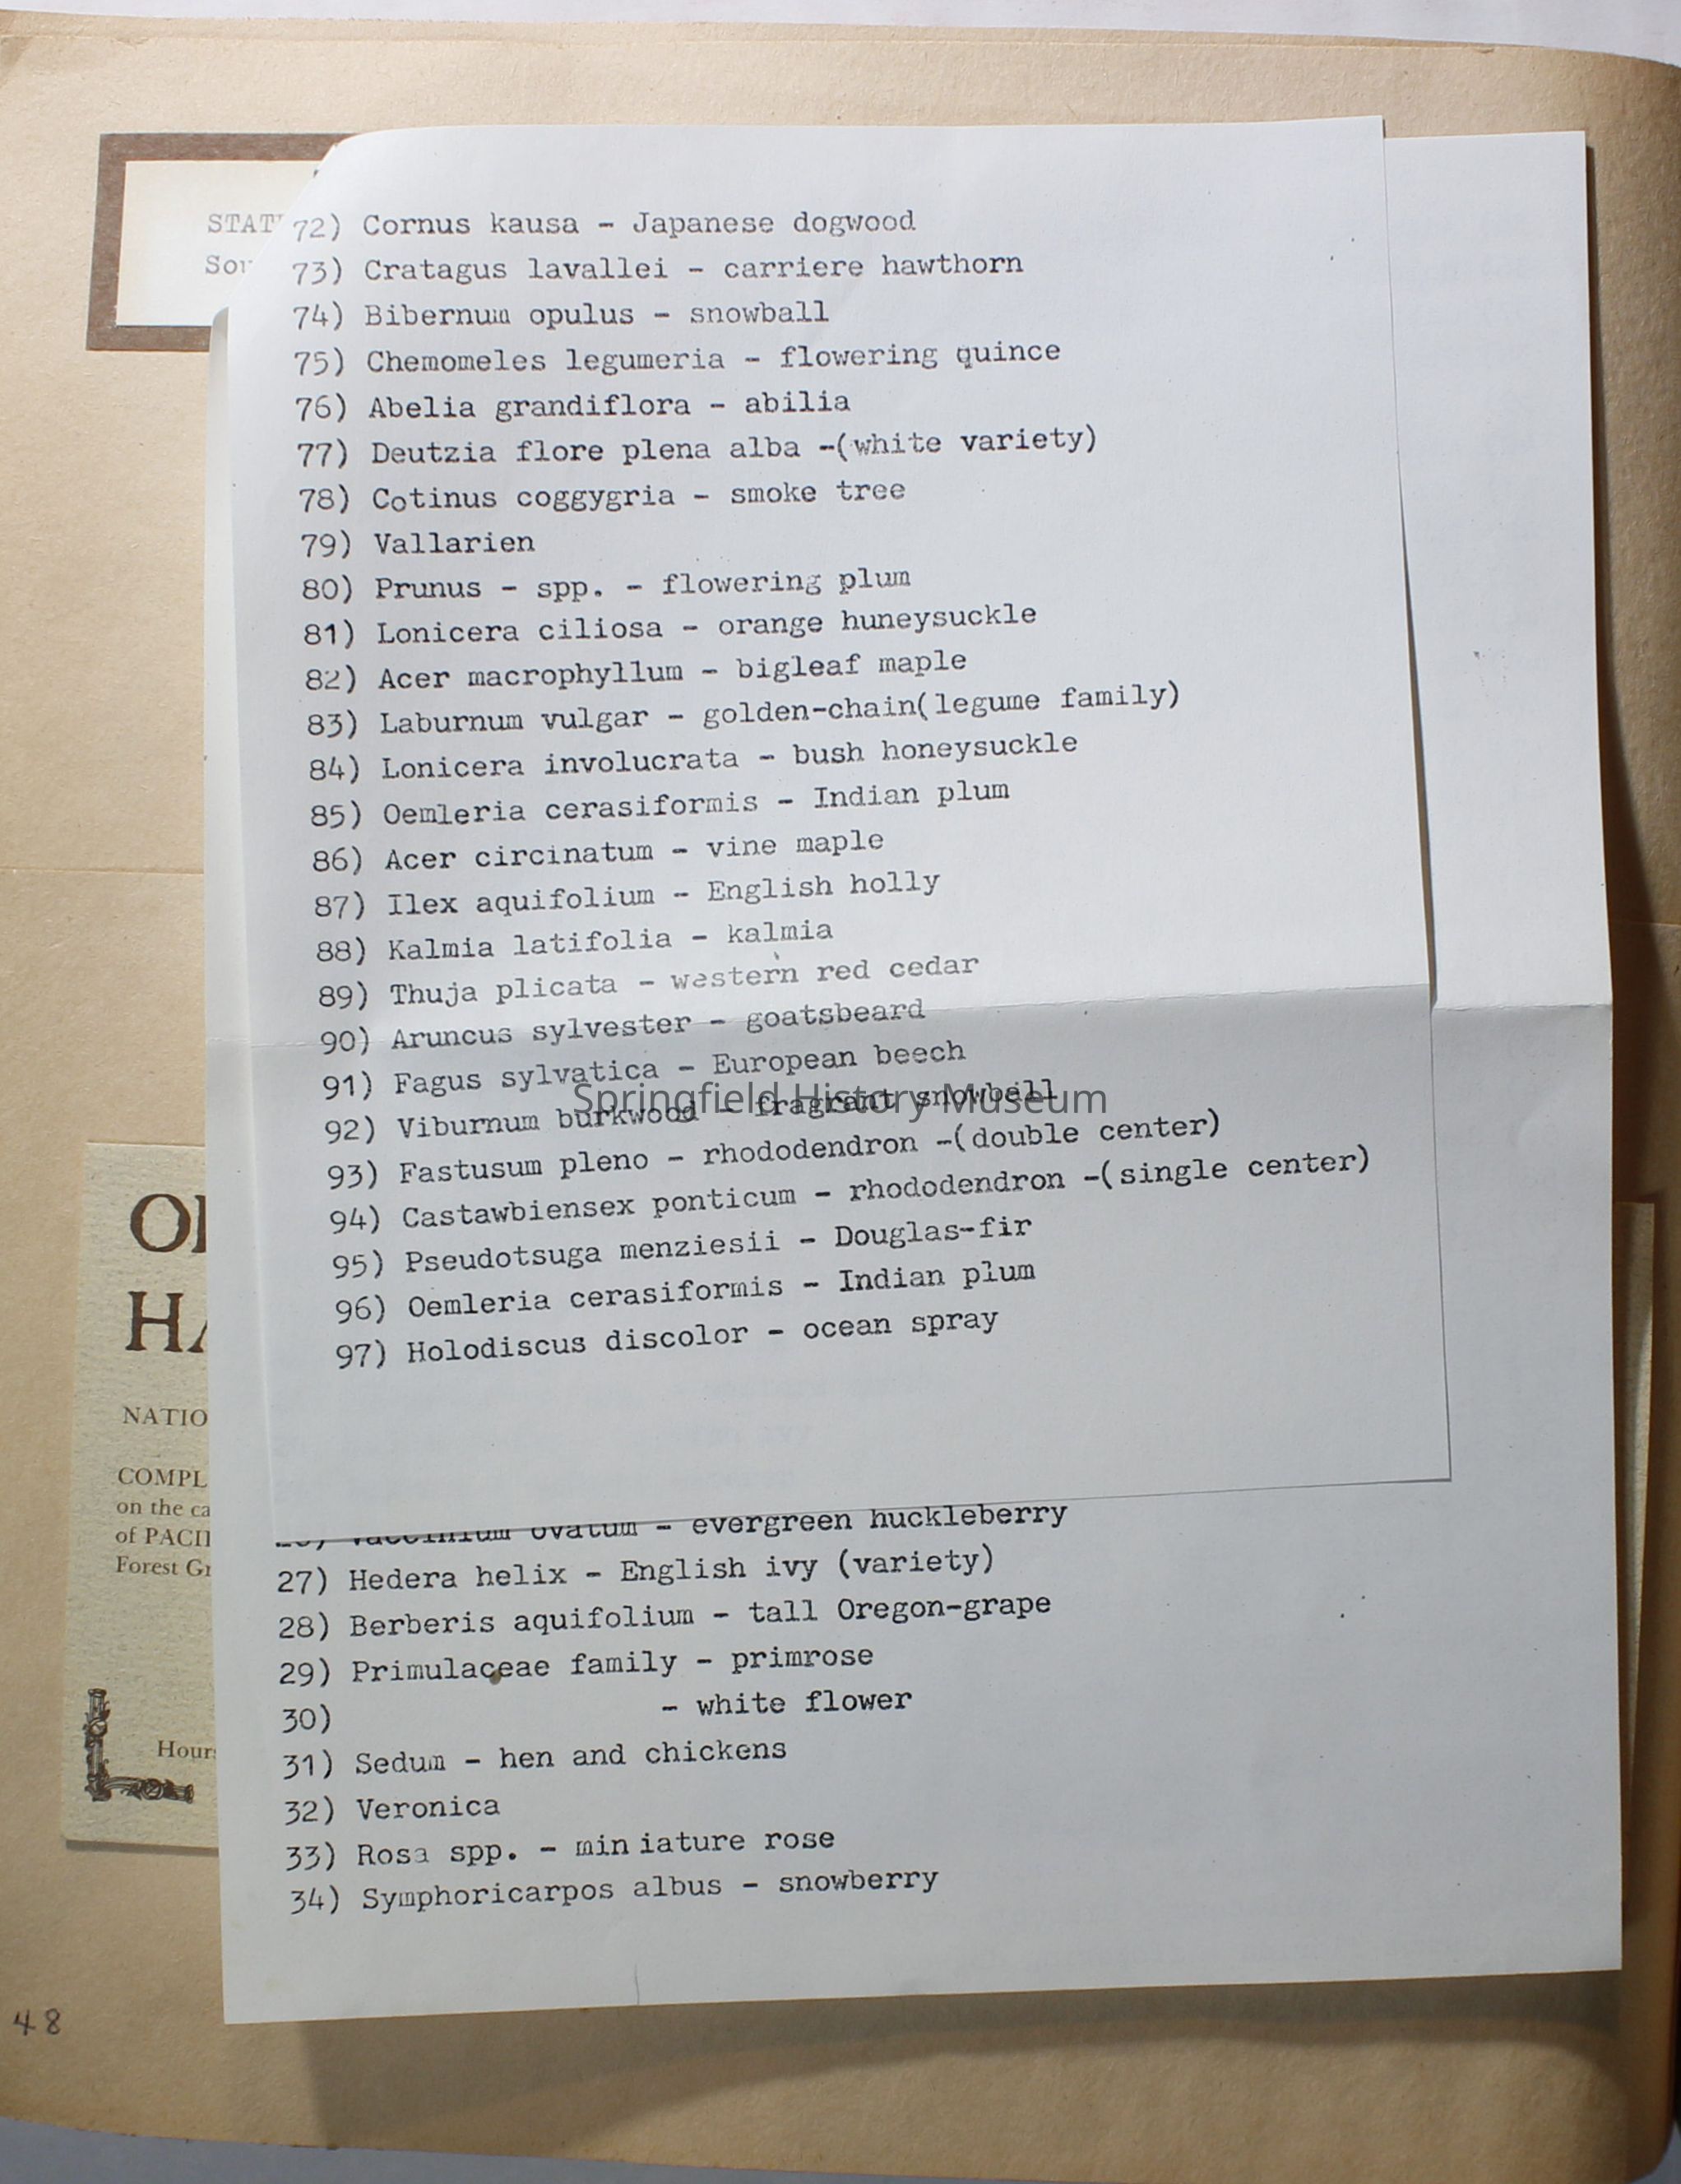 STAT
Sou
72) Cornus kausa - Japanese dogwood
73) Cratagus lavallei - carriere hawthorn
74) Bibernum opulus - snowball
75) Chemomeles legumeria - flowering quince
76) Abelia grandiflora - abilia
77) Deutzia flore plena alba -(white variety)
78) Cotinus coggygria - smoke tree
79) Vallarien
80) Prunus - spp. - flowering plum
81) Lonicera ciliosa - orange huneysuckle
82) Acer macrophyllum - bigleaf maple
83) Laburnum vulgar - golden-chain(legume family)
84) Lonicera involucrata - bush honeysuckle
85) Oemleria cerasiformis - Indian plum
86) Acer circinatum - vine maple
87) Ilex aquifolium - English holly
88) Kalmia latifolia - kalmia
89) Thuja plicata - western red cedar
90) Aruncus sylvester - goatsbeard
91) Fagus sylvatica - European beech
Springfield History Museum
92) Viburnum burkwood - fragrant snowball
93) Fastusum pleno - rhododendron -(double center)
94) Castawbiensex ponticum - rhododendron -(single center)
95) Pseudotsuga menziesii - Douglas-fir
96) Oemleria cerasiformis - Indian plum
97) Holodiscus discolor - ocean spray
Vaccinium ovatum - evergreen huckleberry
27) Hedera helix - English ivy (variety)
28) Berberis aquifolium - tall Oregon-grape
29) Primulaceae family - primrose
30) - white flower
31) Sedum - hen and chickens
32) Veronica
33) Rosa spp. - min iature rose
34) Symphoricarpos albus - snowberry
HA
NATIO
COMPL
on the ca
of PACI
Forest Gr
Hours
48